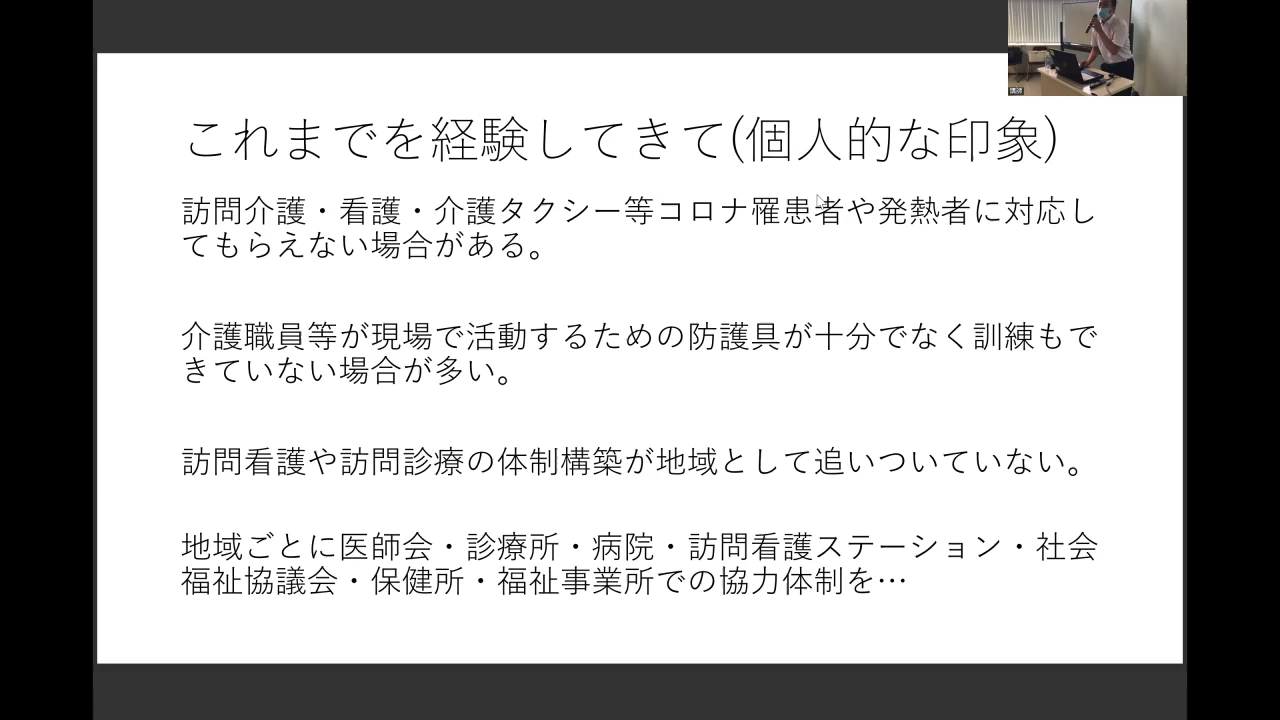 これまでを経験してきて(個人的な印象)
訪問介護・看護・介護タクシー等コロナ罹患者や発熱者に対応し
てもらえない場合がある。
介護職員等が現場で活動するための防護具が十分でなく訓練もで
きていない場合が多い。
訪問看護や訪問診療の体制構築が地域として追いついていない。
地域ごとに医師会・診療所・病院・訪問看護ステーション・社会
福祉協議会・保健所・福祉事業所での協力体制を…